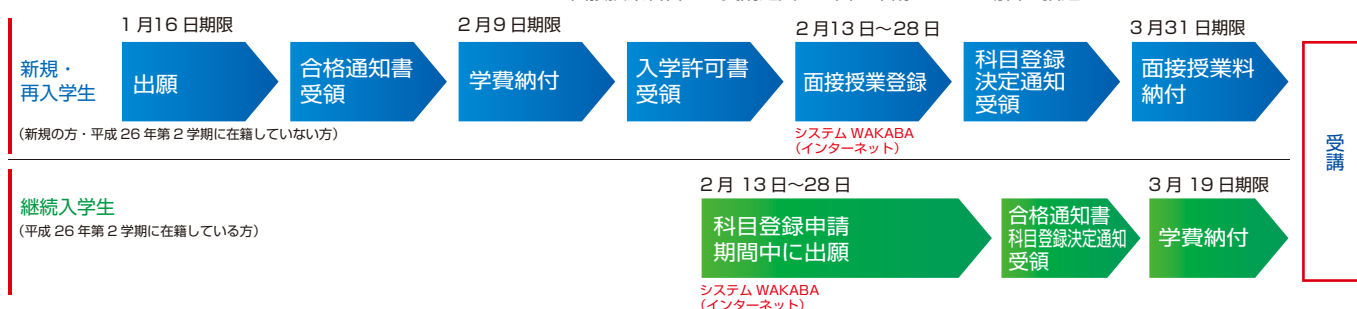 1月16日期限
2月9日期限
2月13日〜28日
3月31日期限
新規・
再入学生
出願
合格通知書
受領
学費納付
入学許可書
受領
面接授業登録
科目登録
決定通知
受領
面接授業料
納付
(新規の方・平成26年第2学期に在籍していない方)
システム WAKABA
(インターネット)
2月 13日〜28日
3月 19日期限
継続入学生
(平成26年第2学期に在籍している方)
科目登録申請
期間中に出願
合格通知書
科目登録決定通知
受領
学費納付
システム WAKABA
(インターネット)
受講